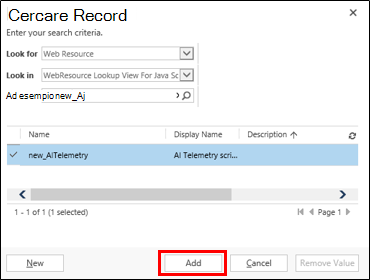 Cercare Record
Enter your search criteria.
Look for Web Resource
Look in WebResource Lookup View For Java Sc
Ad esempionew_Aj
Name Display Name Description
new_AITelemetry AI Telemetry scri...
1 - 1 of 1 (1 selected) Page 1
New Add Cancel Remove Value